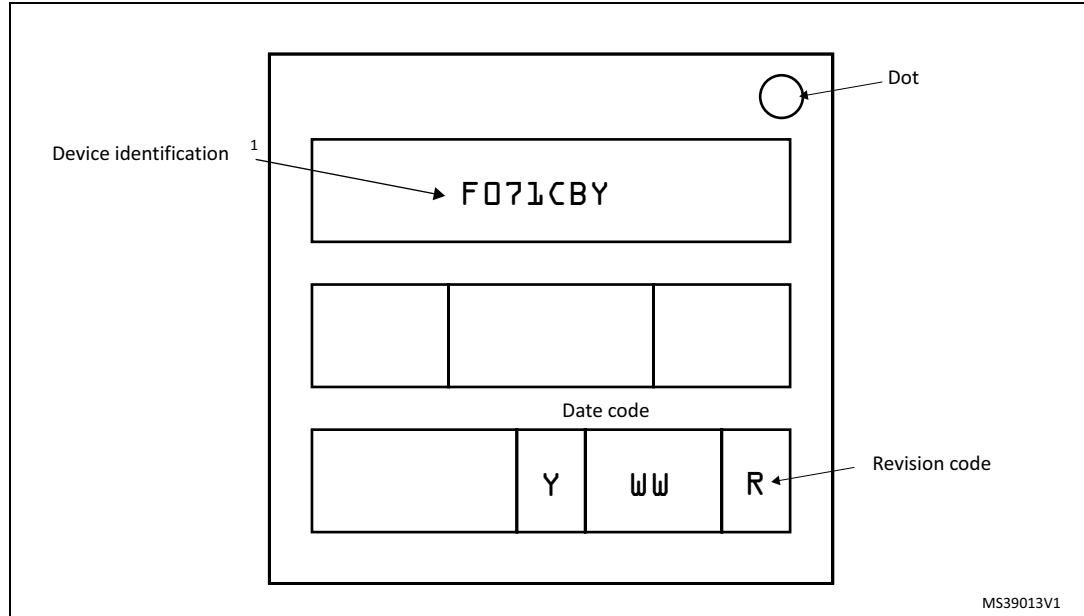 Dot
Device identification 1
F071CBY
Date code
Y WW R
Revision code
MS39013V1